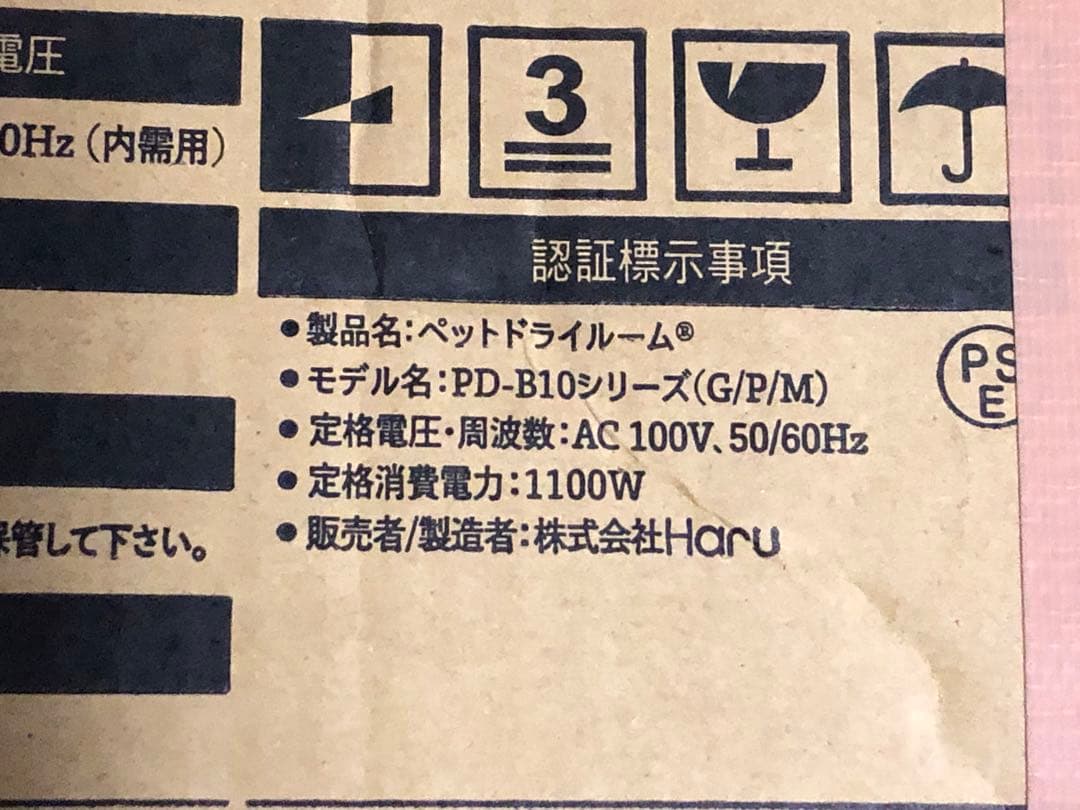 電圧
0Hz（内需用）
3
認証標示事項
●製品名：ペットドライルーム®
●モデル名：PD-B10シリーズ(G/P/M)
●定格電圧・周波数：AC 100V、50/60Hz
●定格消費電力：1100W
●販売者/製造者：株式会社Haru
PS
E
保管して下さい。